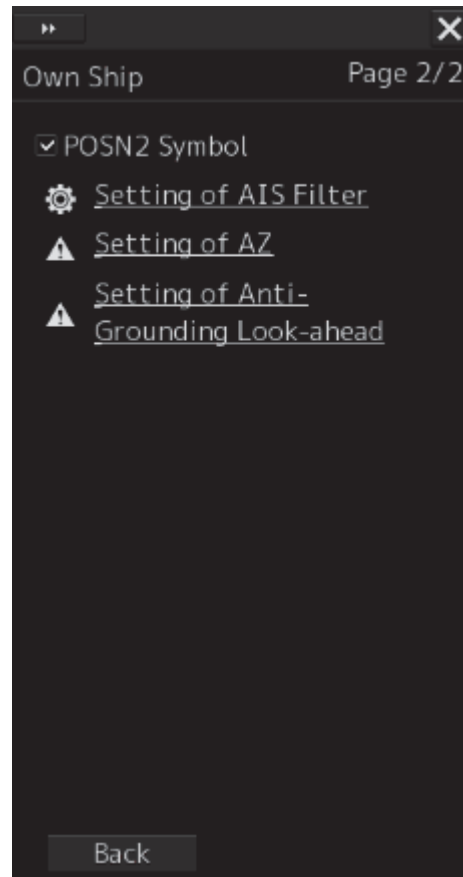 Own Ship
Page 2/2
POSN2 Symbol
Setting of AIS Filter
Setting of AZ
Setting of Anti-
Grounding Look-ahead
Back